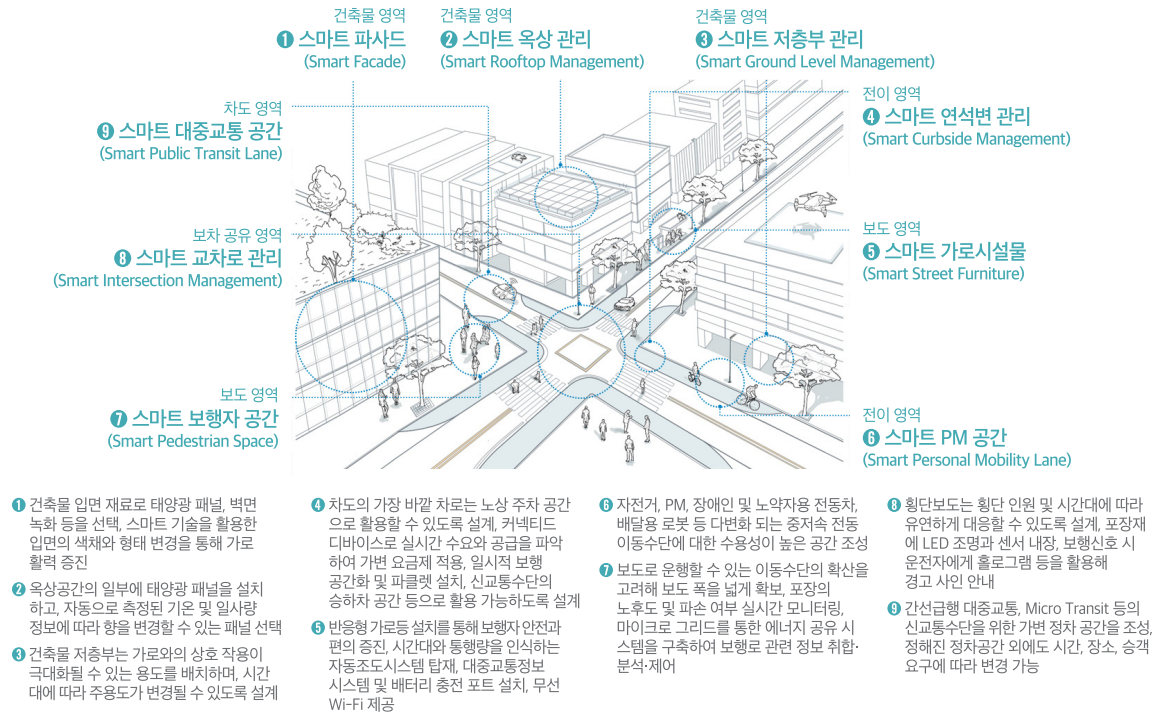 건축물 영역
❶ 스마트 파사드
(Smart Facade)
건축물 영역
❷ 스마트 옥상 관리
(Smart Rooftop Management)
건축물 영역
❸ 스마트 저층부 관리
(Smart Ground Level Management)
전이 영역
❹ 스마트 연석변 관리
(Smart Curbside Management)
보도 영역
❺ 스마트 가로시설물
(Smart Street Furniture)
전이 영역
❻ 스마트 PM 공간
(Smart Personal Mobility Lane)
보도 영역
❼ 스마트 보행자 공간
(Smart Pedestrian Space)
보차 공유 영역
❽ 스마트 교차로 관리
(Smart Intersection Management)
차도 영역
❾ 스마트 대중교통 공간
(Smart Public Transit Lane)
❶ 건축물 입면 재료로 태양광 패널, 벽면
녹화 등을 선택, 스마트 기술을 활용한
입면의 색채와 형태 변경을 통해 가로
활력 증진
❷ 옥상공간의 일부에 태양광 패널을 설치
하고, 자동으로 측정된 기온 및 일사량
정보에 따라 향을 변경할 수 있는 패널 선택
❸ 건축물 저층부는 가로와의 상호 작용이
극대화될 수 있는 용도를 배치하며, 시간
대에 따라 주용도가 변경될 수 있도록 설계
❹ 차도의 가장 바깥 차로는 노상 주차 공간
으로 활용할 수 있도록 설계, 커넥티드
디바이스로 실시간 수요와 공급을 파악
하여 가변 요금제 적용, 일시적 보행
공간화 및 파클렛 설치, 신교통수단의
승하차 공간 등으로 활용 가능하도록 설계
❺ 반응형 가로등 설치를 통해 보행자 안전과
편의 증진, 시간대와 통행량을 인식하는
자동조도시스템 탑재, 대중교통정보
시스템 및 배터리 충전 포트 설치, 무선
Wi-Fi 제공
❻ 자전거, PM, 장애인 및 노약자용 전동차,
배달용 로봇 등 다변화 되는 중저속 전동
이동수단에 대한 수용성이 높은 공간 조성
❼ 보도로 운행할 수 있는 이동수단의 확산을
고려해 보도 폭을 넓게 확보, 포장의
노후도 및 파손 여부 실시간 모니터링,
마이크로 그리드를 통한 에너지 공유 시
스템을 구축하여 보행로 관련 정보 취합·
분석·제어
❽ 횡단보도는 횡단 인원 및 시간대에 따라
유연하게 대응할 수 있도록 설계, 포장재
에 LED 조명과 센서 내장, 보행신호 시
운전자에게 홀로그램 등을 활용해
경고 사인 안내
❾ 간선급행 대중교통, Micro Transit 등의
신교통수단을 위한 가변 정차 공간을 조성,
정해진 정차공간 외에도 시간, 장소, 승객
요구에 따라 변경 가능